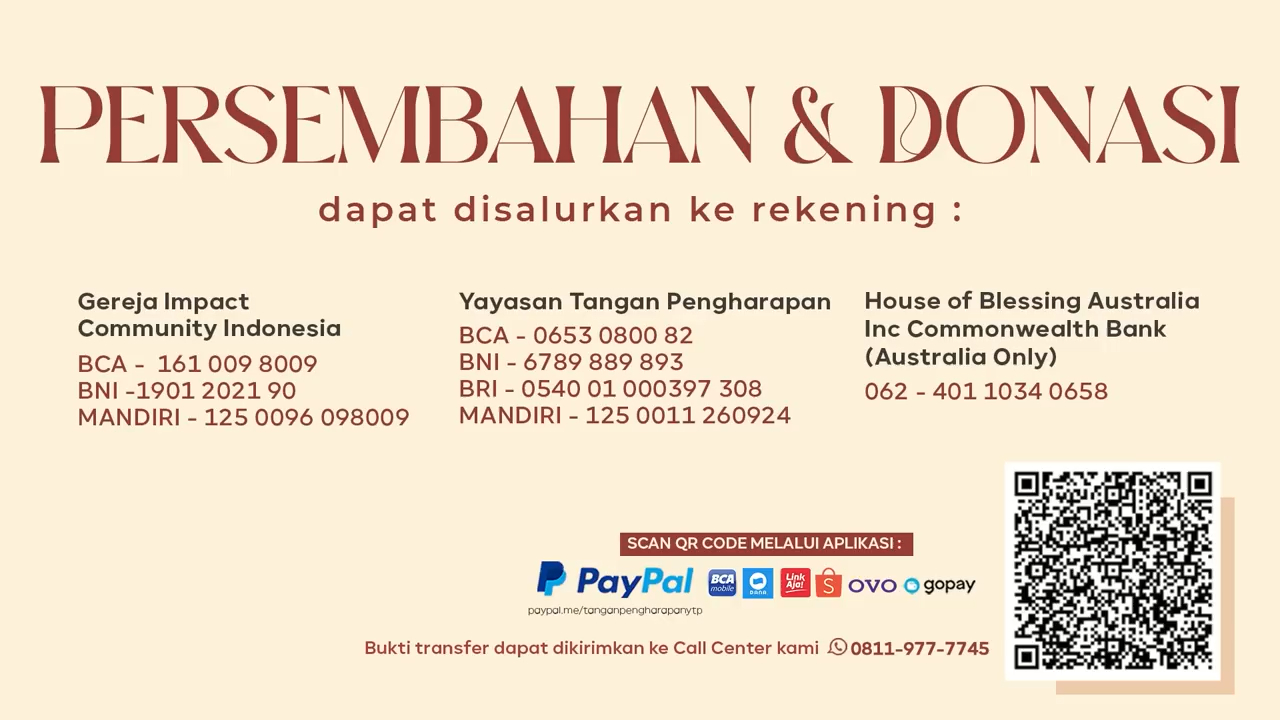 PERSEMBAHAN & DONASI
dapat disalurkan ke rekening :
Gereja Impact
Community Indonesia
BCA - 161 009 8009
BNI -1901 2021 90
MANDIRI - 125 0096 098009
Yayasan Tangan Pengharapan
BCA - 0653 0800 82
BNI - 6789 889 893
BRI - 0540 01 000397 308
MANDIRI - 125 0011 260924
House of Blessing Australia
Inc Commonwealth Bank
(Australia Only)
062 - 401 1034 0658
SCAN QR CODE MELALUI APLIKASI :
PayPal BCA mobile DANA Link Aja! OVO gopay
paypal.me/tanganpengharapanytp
Bukti transfer dapat dikirimkan ke Call Center kami 0811-977-7745